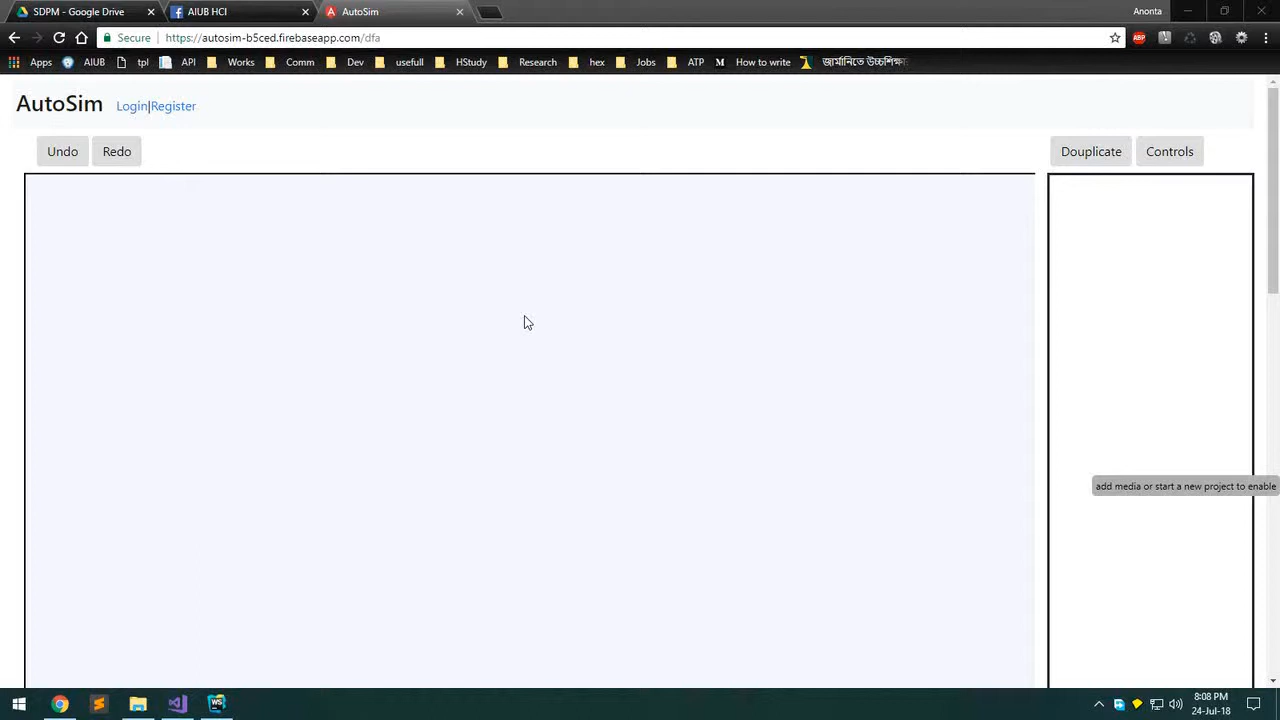 SDPM - Google Drive
AIUB HCI
AutoSim
Anonta
Secure
https://autosim-b5ced.firebaseapp.com/dfa
Apps
AIUB
tpl
API
Works
Comm
Dev
usefull
HStudy
Research
hex
Jobs
ATP
How to write
জার্মানিতে উচ্চশিক্ষা
AutoSim Login|Register
Undo Redo
Douplicate Controls
add media or start a new project to enable
8:08 PM
24-Jul-18